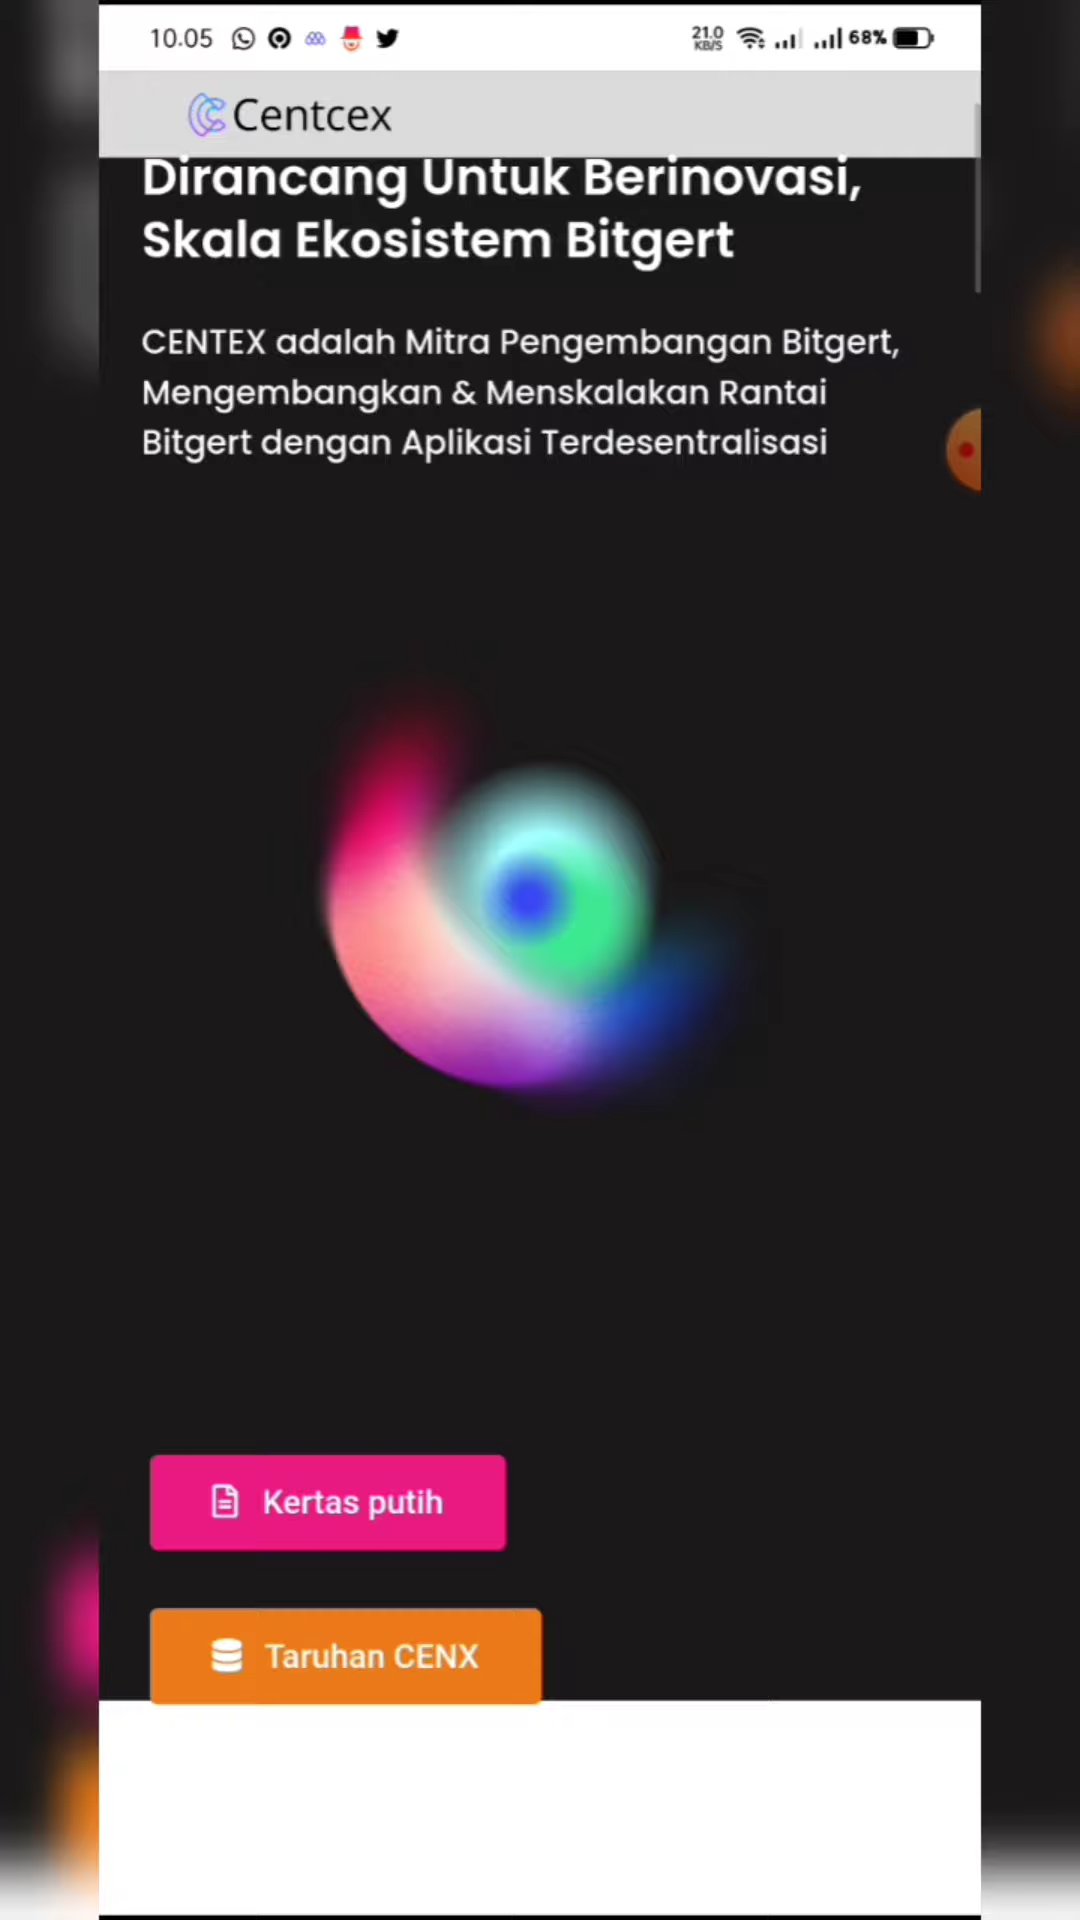 10.05
21.0 KB/S
68%
Centcex
Dirancang Untuk Berinovasi,
Skala Ekosistem Bitgert
CENTEX adalah Mitra Pengembangan Bitgert,
Mengembangkan & Menskalakan Rantai
Bitgert dengan Aplikasi Terdesentralisasi
Kertas putih
Taruhan CENX